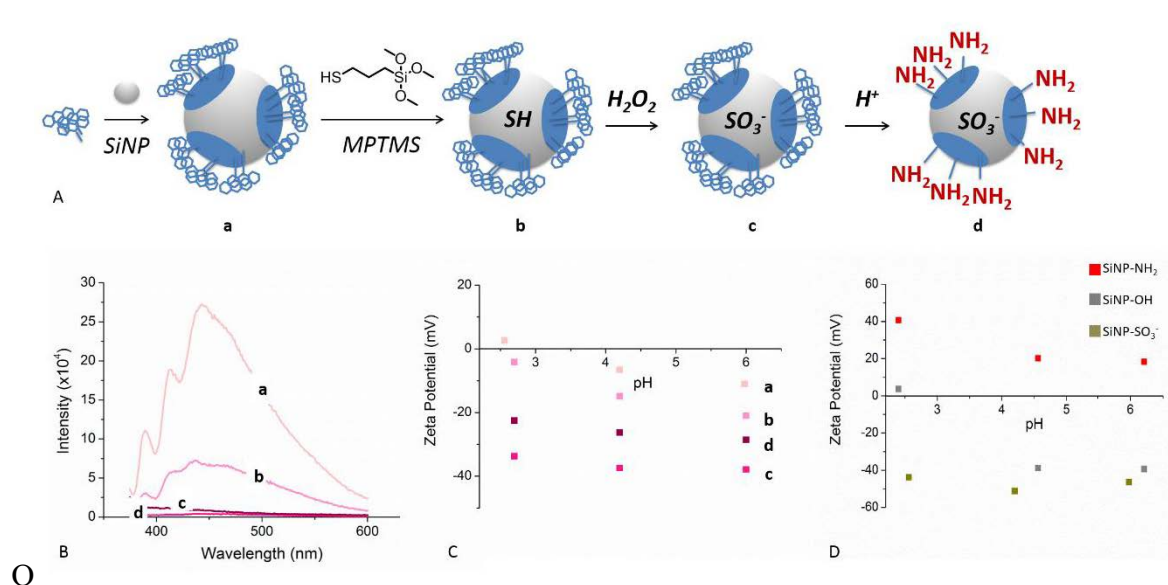 HS
Si
O
O
O
SiNP
MPTMS
SH
H2O2
SO3-
H+
SO3-
NH2
NH2
NH2
NH2
NH2
NH2
NH2
NH2
NH2
NH2
A
a
b
c
d
Intensity (x10⁴)
30
25
20
15
10
5
0
a
b
c
d
400
500
600
Wavelength (nm)
B
Zeta Potential (mV)
20
0
-20
-40
3
4
5
6
pH
a
b
d
c
C
SiNP-NH2
SiNP-OH
SiNP-SO3-
Zeta Potential (mV)
60
40
20
0
-20
-40
-60
3
4
5
6
pH
D
O